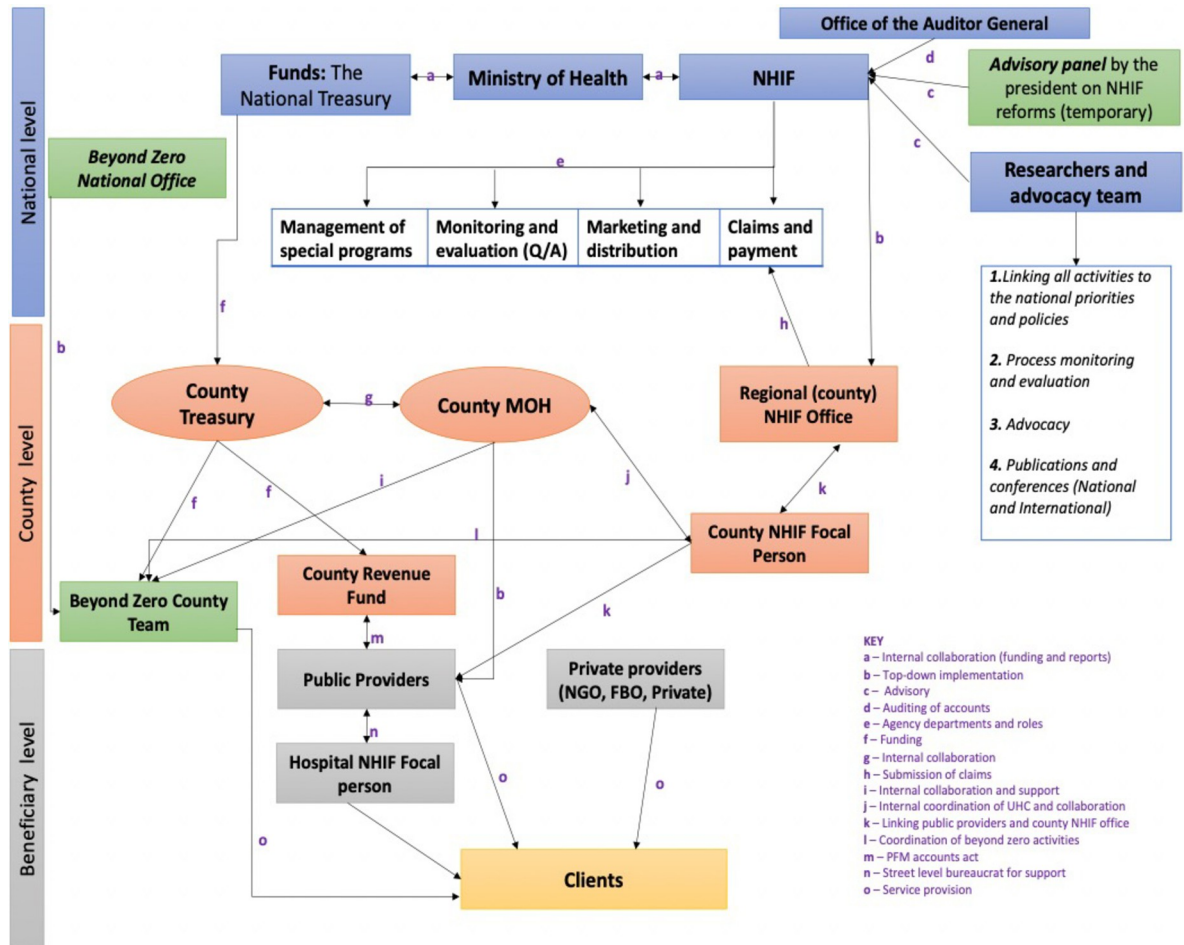 Office of the Auditor General
Funds: The
National Treasury
a
Ministry of Health
a
NHIF
d
c
Advisory panel by the
president on NHIF
reforms (temporary)
National level
Beyond Zero
National Office
e
c
Researchers and
advocacy team
Management of
special programs
Monitoring and
evaluation (Q/A)
Marketing and
distribution
Claims and
payment
b
1.Linking all activities to
the national priorities
and policies
2. Process monitoring
and evaluation
3. Advocacy
4. Publications and
conferences (National
and International)
f
h
b
County level
County
Treasury
g
County MOH
Regional (county)
NHIF Office
f
f
i
j
k
l
County NHIF Focal
Person
County Revenue
Fund
Beyond Zero County
Team
b
k
m
Beneficiary level
Public Providers
Private providers
(NGO, FBO, Private)
n
Hospital NHIF Focal
person
o
o
o
Clients
KEY
a – Internal collaboration (funding and reports)
b – Top-down implementation
c – Advisory
d – Auditing of accounts
e – Agency departments and roles
f – Funding
g – Internal collaboration
h – Submission of claims
i – Internal collaboration and support
j – Internal coordination of UHC and collaboration
k – Linking public providers and county NHIF office
l – Coordination of beyond zero activities
m – PFM accounts act
n – Street level bureaucrat for support
o – Service provision